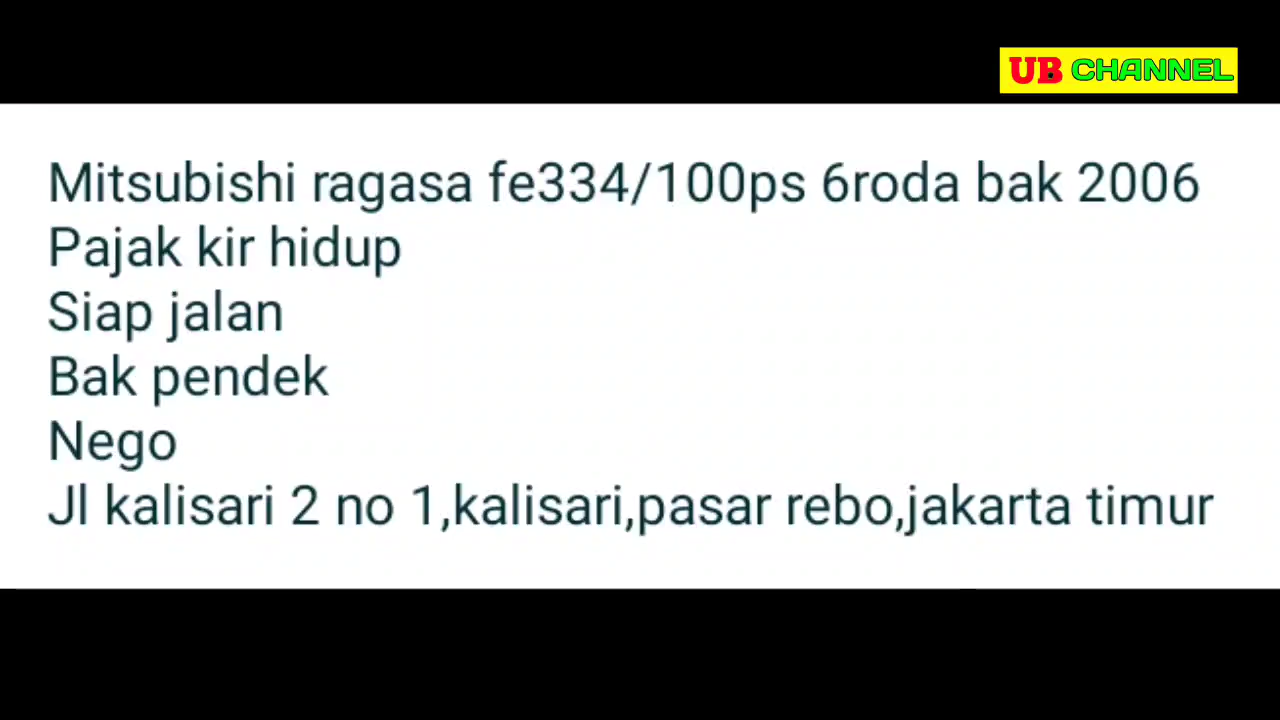 UB CHANNEL
Mitsubishi ragasa fe334/100ps 6roda bak 2006
Pajak kir hidup
Siap jalan
Bak pendek
Nego
Jl kalisari 2 no 1,kalisari,pasar rebo,jakarta timur